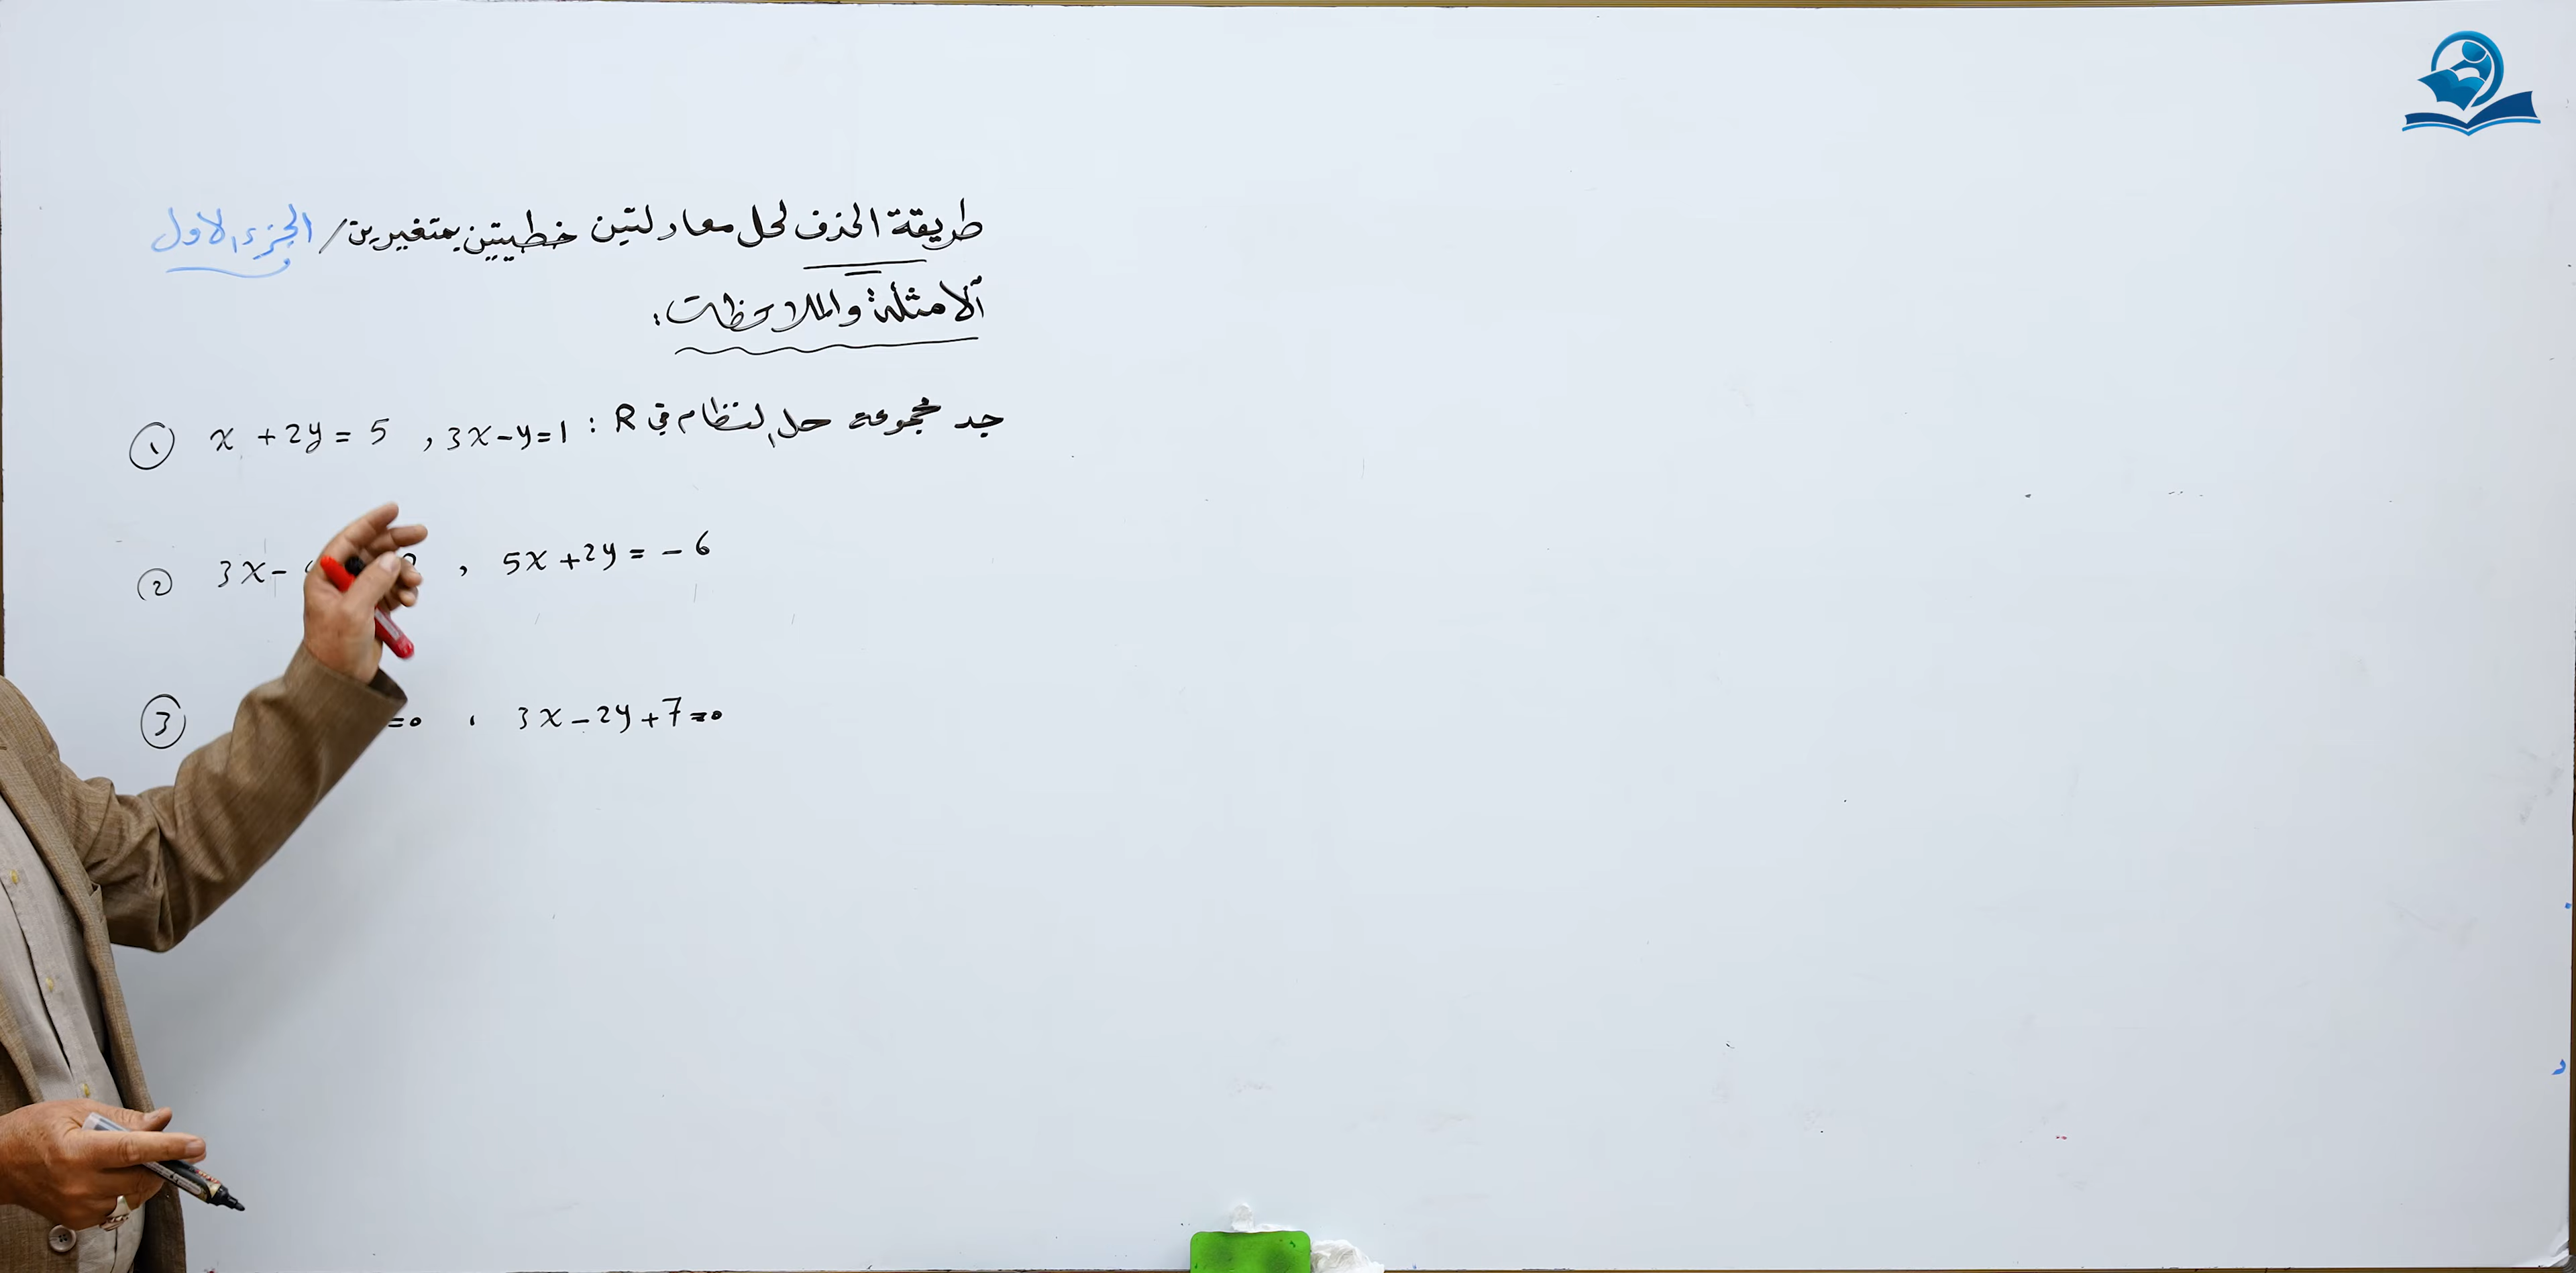 طريقة الحذف لحل معادلتين خطيتين بمتغيرين / الجزء الاول
الامثلة والملاحظات:
جد مجموعة حل النظام في R : x + 2y = 5 , 3x - y = 1 ①
② 3x - , 5x + 2y = - 6
③ =0 , 3x - 2y + 7 = 0